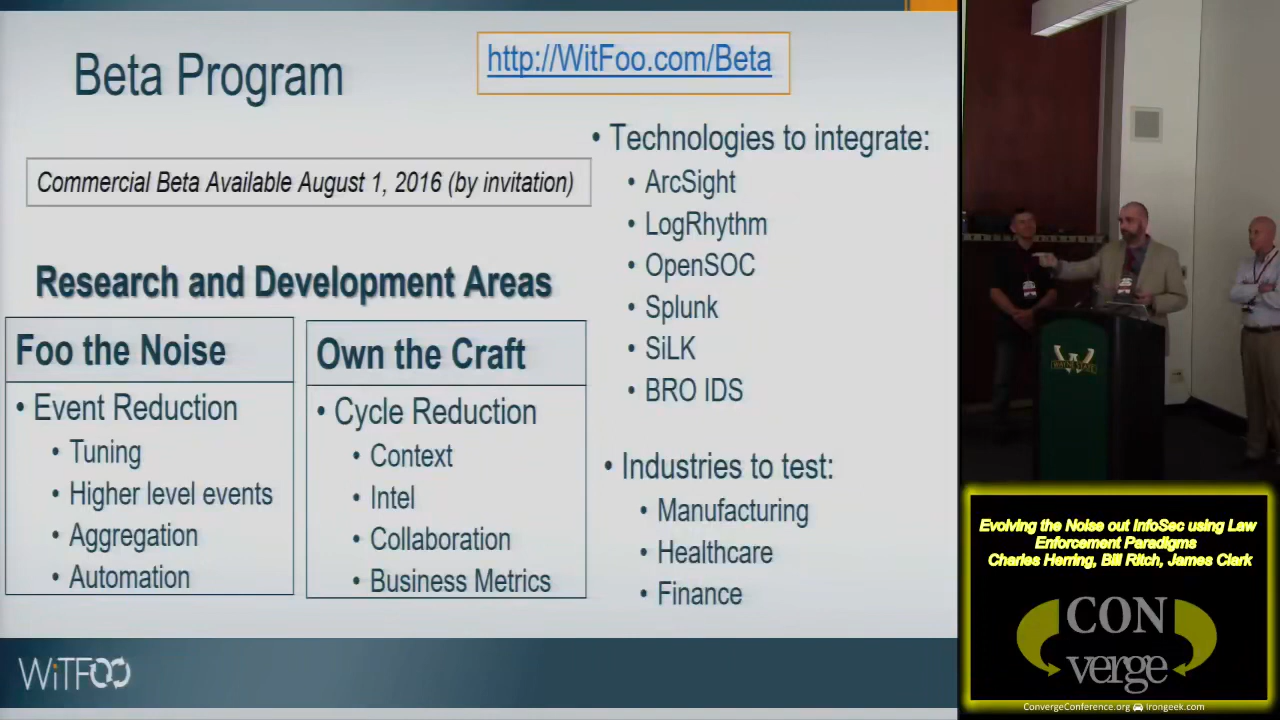 Beta Program
http://WitFoo.com/Beta
Commercial Beta Available August 1, 2016 (by invitation)
Research and Development Areas
Foo the Noise
• Event Reduction
• Tuning
• Higher level events
• Aggregation
• Automation
Own the Craft
• Cycle Reduction
• Context
• Intel
• Collaboration
• Business Metrics
• Technologies to integrate:
• ArcSight
• LogRhythm
• OpenSOC
• Splunk
• SiLK
• BRO IDS
• Industries to test:
• Manufacturing
• Healthcare
• Finance
WiTFOO
WAYNE STATE
Evolving the Noise out InfoSec using Law
Enforcement Paradigms
Charles Herring, Bill Ritch, James Clark
CON
verge
ConvergeConference.org Irongeek.com